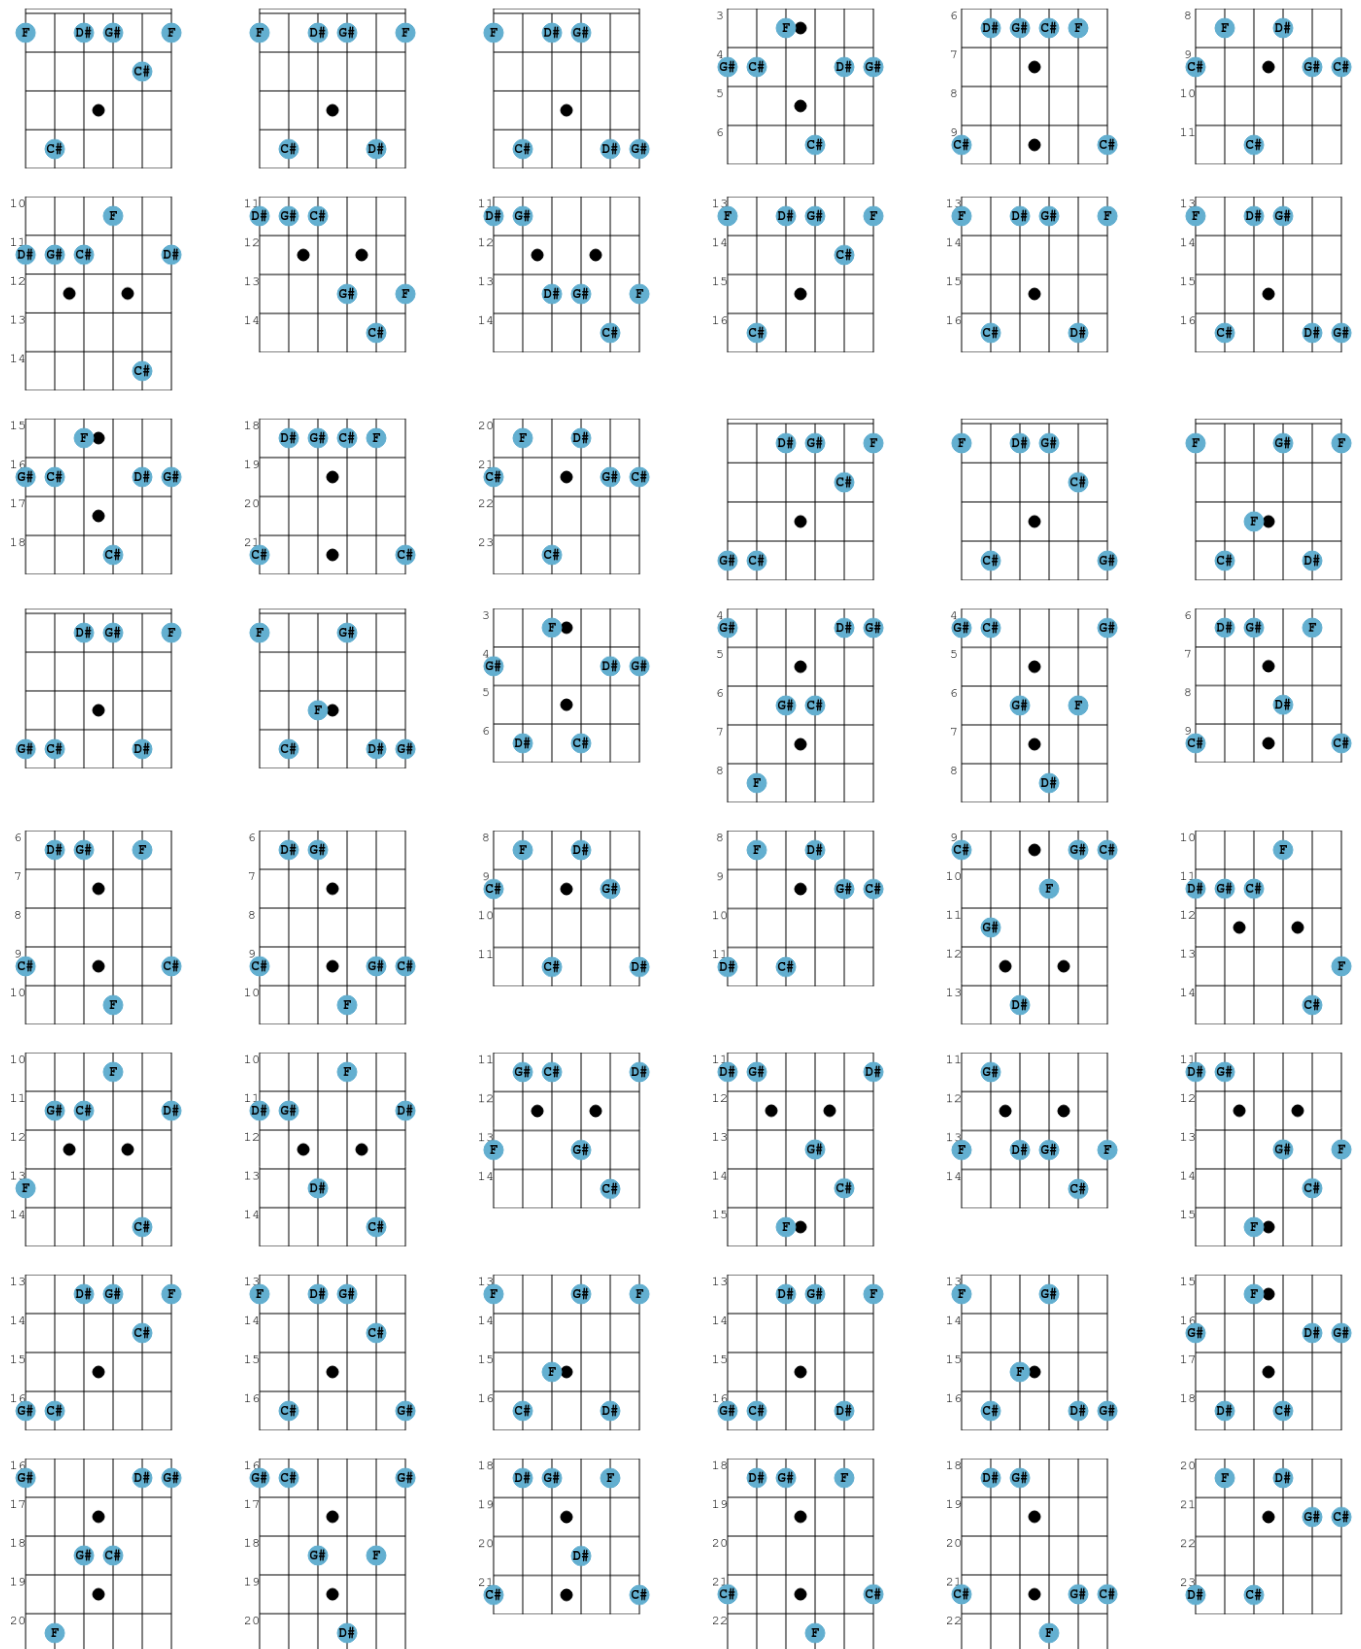 F D# G# F
C#
C#
F D# G# F
C# D#
F D# G#
C# D# G#
3 F
4 G# C# D# G#
5
6 C#
6 D# G# C# F
7
8
9 C# C#
8 F D#
9 C# G# C#
10
11 C#
10 F
11 D# G# C# D#
12
13
14 C#
11 D# G# C#
12
13 G# F
14 C#
11 D# G#
12
13 D# G# F
14 C#
13 F D# G# F
14 C#
15
16 C#
13 F D# G# F
14
15
16 C# D#
13 F D# G#
14
15
16 C# D# G#
15 F
16 G# C# D# G#
17
18 C#
18 D# G# C# F
19
20
21 C# C#
20 F D#
21 C# G# C#
22
23 C#
D# G# F
C#
G# C#
F D# G#
C#
C# G#
F G# F
F
C# D#
D# G# F
G# C# D#
F G#
F
C# D# G#
3 F
4 G# D# G#
5
6 D# C#
4 G# D# G#
5
6 G# C#
7
8 F
4 G# C# G#
5
6 G# F
7
8 D#
6 D# G# F
7
8 D#
9 C# C#
6 D# G# F
7
8
9 C# C#
10 F
6 D# G#
7
8
9 C# G# C#
10 F
8 F D#
9 C# G#
10
11 C# D#
8 F D#
9 G# C#
10
11 D# C#
9 C# G# C#
10 F
11 G#
12
13 D#
10 F
11 D# G# C#
12
13 F
14 C#
10 F
11 G# C# D#
12
13 F
14 C#
10 F
11 D# G# D#
12
13 D#
14 C#
11 G# C# D#
12
13 F G#
14 C#
11 D# G# D#
12
13 G#
14 C#
15 F
11 G#
12
13 F D# G# F
14 C#
11 D# G#
12
13 G# F
14 C#
15 F
13 D# G# F
14 C#
15
16 G# C#
13 F D# G#
14 C#
15
16 C# G#
13 F G# F
14
15 F
16 C# D#
13 D# G# F
14
15
16 G# C# D#
13 F G#
14
15 F
16 C# D# G#
15 F
16 G# D# G#
17
18 D# C#
16 G# D# G#
17
18 G# C#
19
20 F
16 G# C# G#
17
18 G# F
19
20 D#
18 D# G# F
19
20 D#
21 C# C#
18 D# G# F
19
20
21 C# C#
22 F
18 D# G#
19
20
21 C# G# C#
22 F
20 F D#
21 G# C#
22
23 D# C#